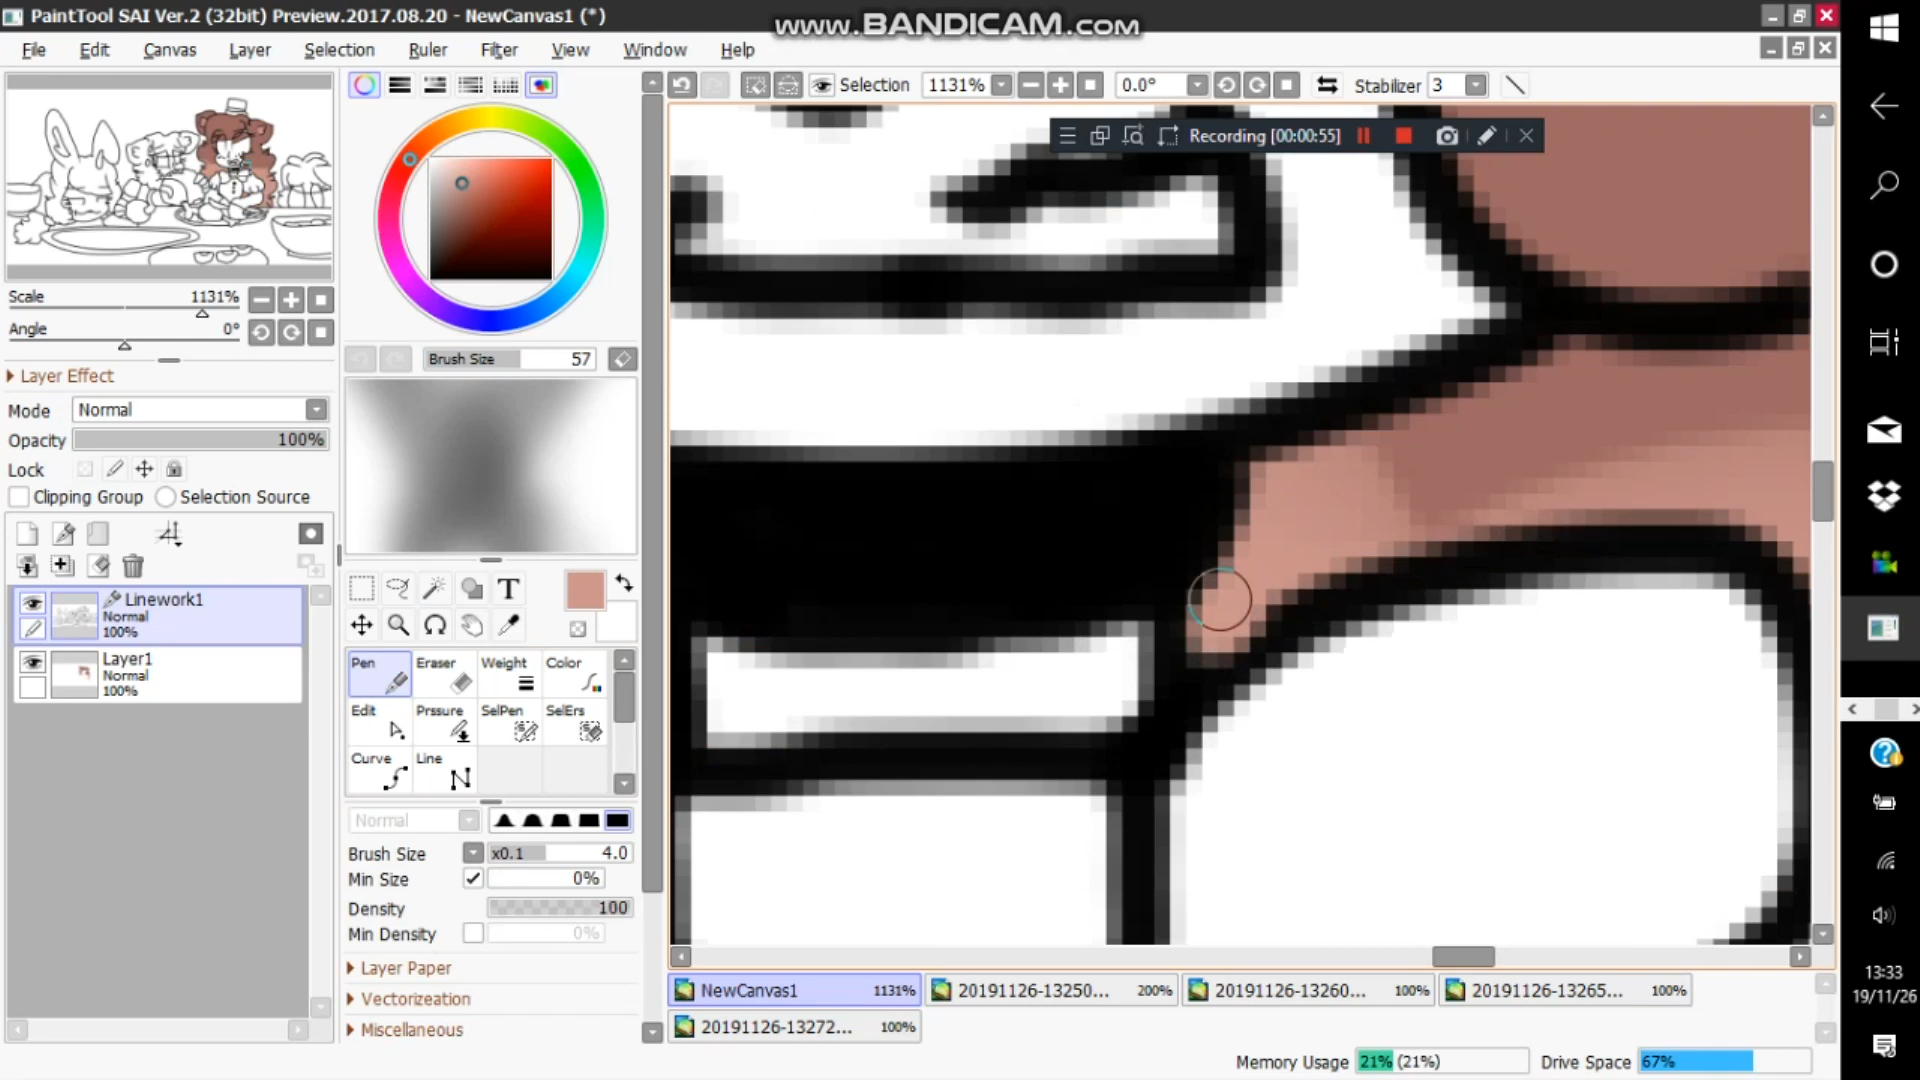 PaintTool SAI Ver.2 (32bit) Preview.2017.08.20 - NewCanvas1 (*)
www.BANDICAM.com
File Edit Canvas Layer Selection Ruler Filter View Window Help
Selection 1131% 0.0° Stabilizer 3
Recording [00:00:55]
Scale 1131%
Angle 0°
Brush Size 57
Layer Effect
Mode Normal
Opacity 100%
Lock
Clipping Group Selection Source
Linework1
Normal
100%
Layer1
Normal
100%
T
Pen Eraser Weight Color
Edit Prssure SelPen SelErs
Curve Line
Normal
Brush Size x0.1 4.0
Min Size 0%
Density 100
Min Density 0%
Layer Paper
Vectorizeation
Miscellaneous
NewCanvas1 1131% 20191126-13250... 200% 20191126-13260... 100% 20191126-13265... 100%
20191126-13272... 100%
Memory Usage 21% (21%) Drive Space 67%
13:33
19/11/26